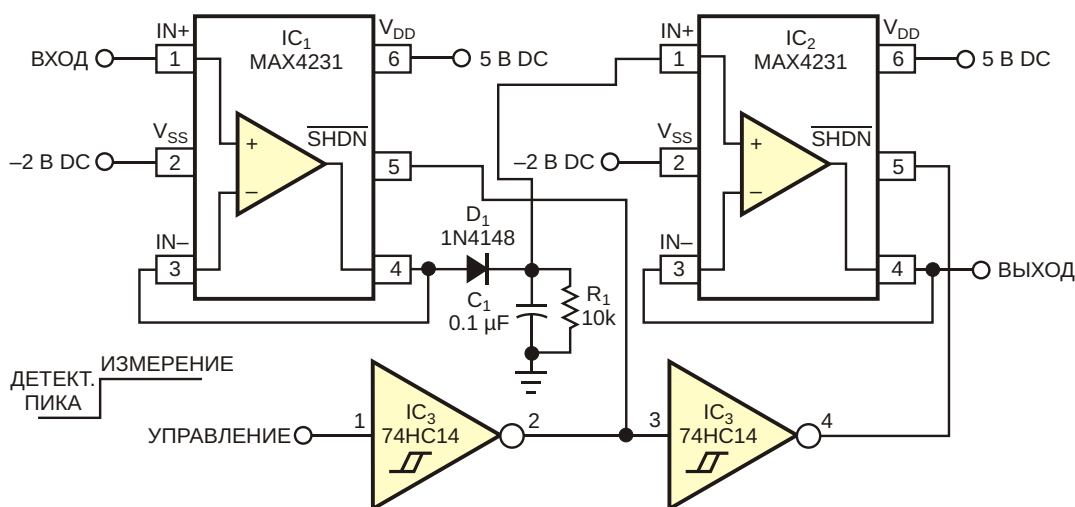 IN+
IC1
MAX4231
VDD
ВХОД
1
6
5 В DC
VSS
SHDN
–2 В DC
2
+
–
5
IN–
3
4
D1
1N4148
C1
0.1 µF
R1
10k
IN+
IC2
MAX4231
VDD
1
6
5 В DC
VSS
SHDN
–2 В DC
2
+
–
5
IN–
3
4
ВЫХОД
ДЕТЕКТ.
ПИКА
ИЗМЕРЕНИЕ
УПРАВЛЕНИЕ
1
IC3
74HC14
2
3
IC3
74HC14
4